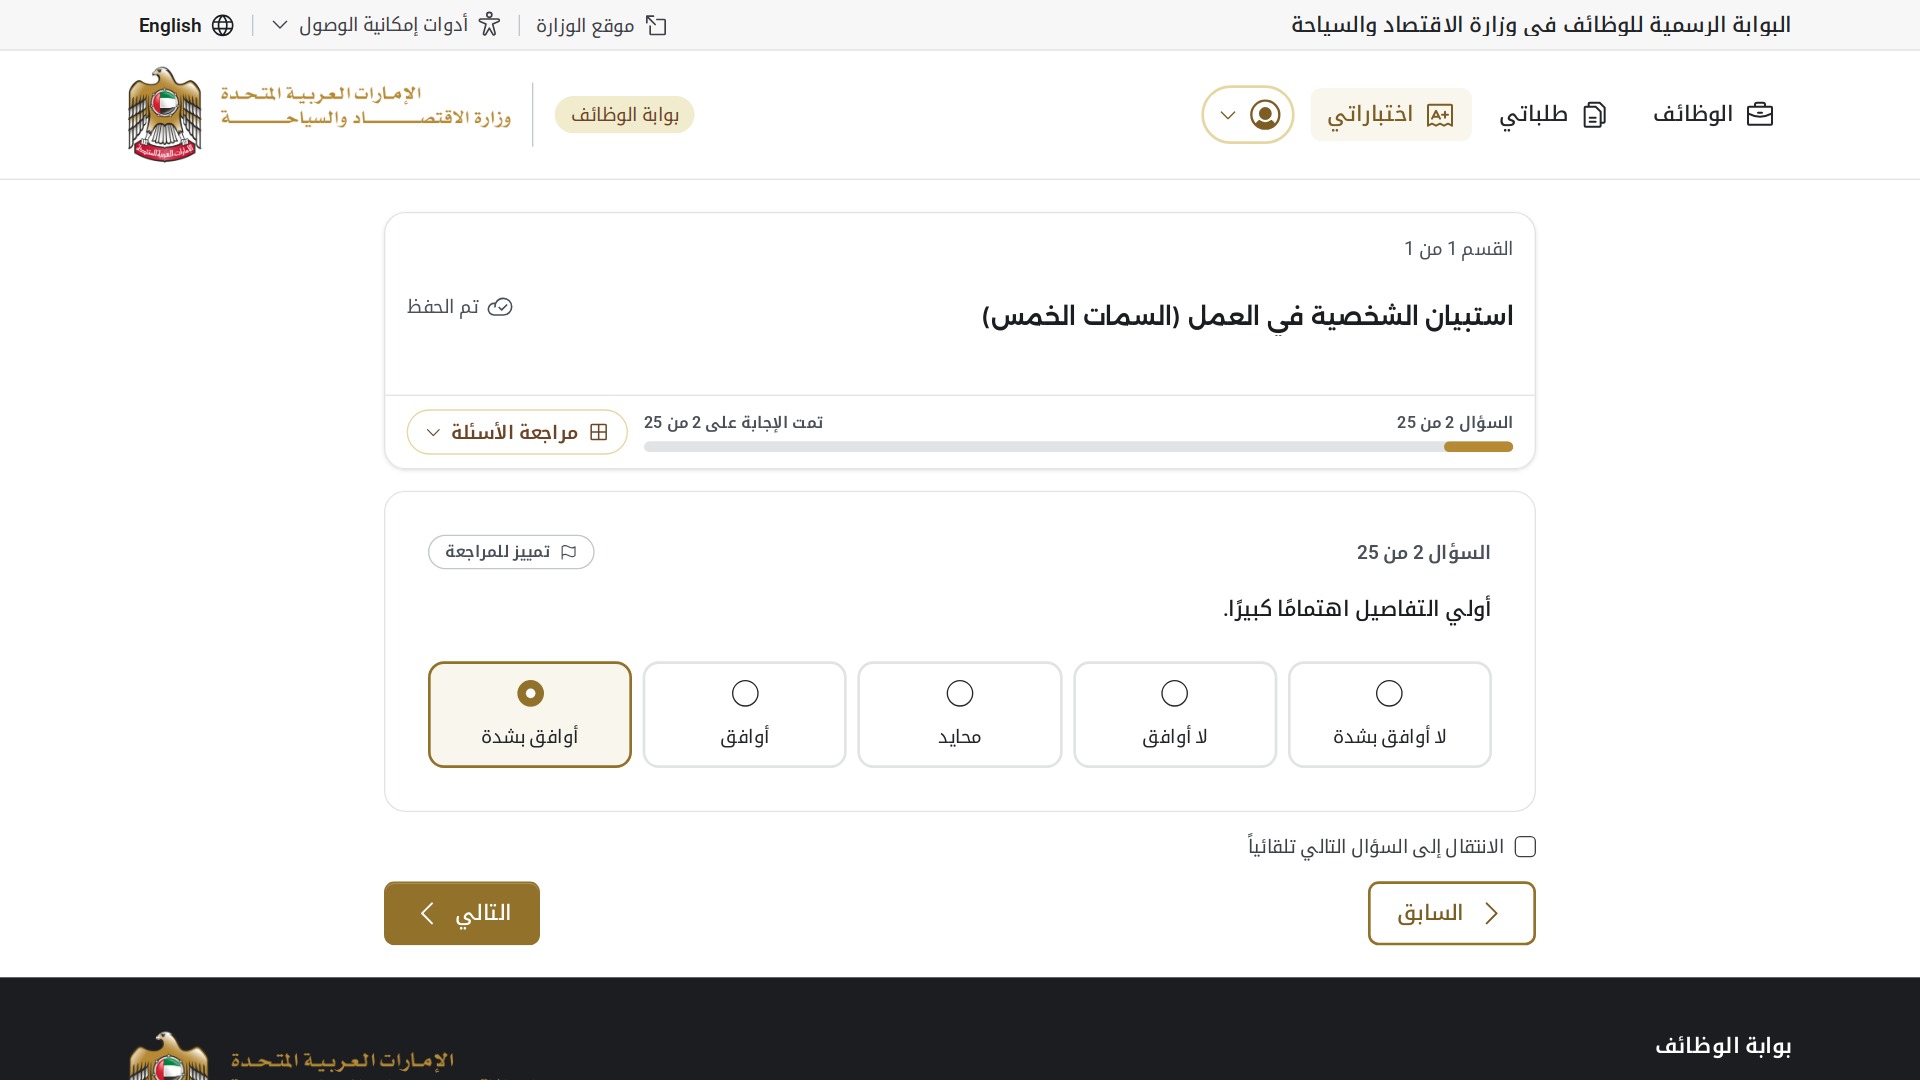 البوابة الرسمية للوظائف في وزارة الاقتصاد والسياحة
موقع الوزارة
أدوات إمكانية الوصول
English
الوظائف
طلباتي
اختباراتي
بوابة الوظائف
الإمارات العربية المتحدة
وزارة الاقتصاد والسياحة
القسم 1 من 1
استبيان الشخصية في العمل (السمات الخمس)
تم الحفظ
السؤال 2 من 25
تمت الإجابة على 2 من 25
مراجعة الأسئلة
السؤال 2 من 25
تمييز للمراجعة
أولي التفاصيل اهتمامًا كبيرًا.
لا أوافق بشدة
لا أوافق
محايد
أوافق
أوافق بشدة
الانتقال إلى السؤال التالي تلقائياً
السابق
التالي
بوابة الوظائف
الإمارات العربية المتحدة